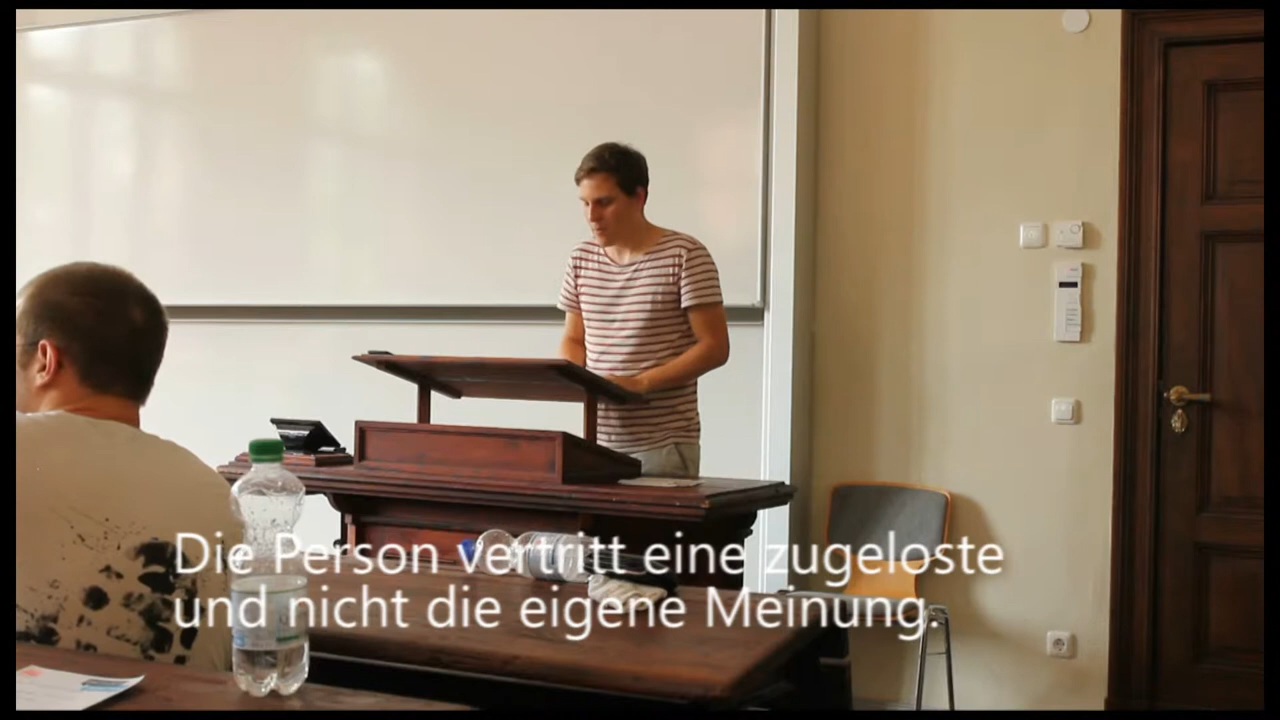 Die Person vertritt eine zugeloste
und nicht die eigene Meinung.